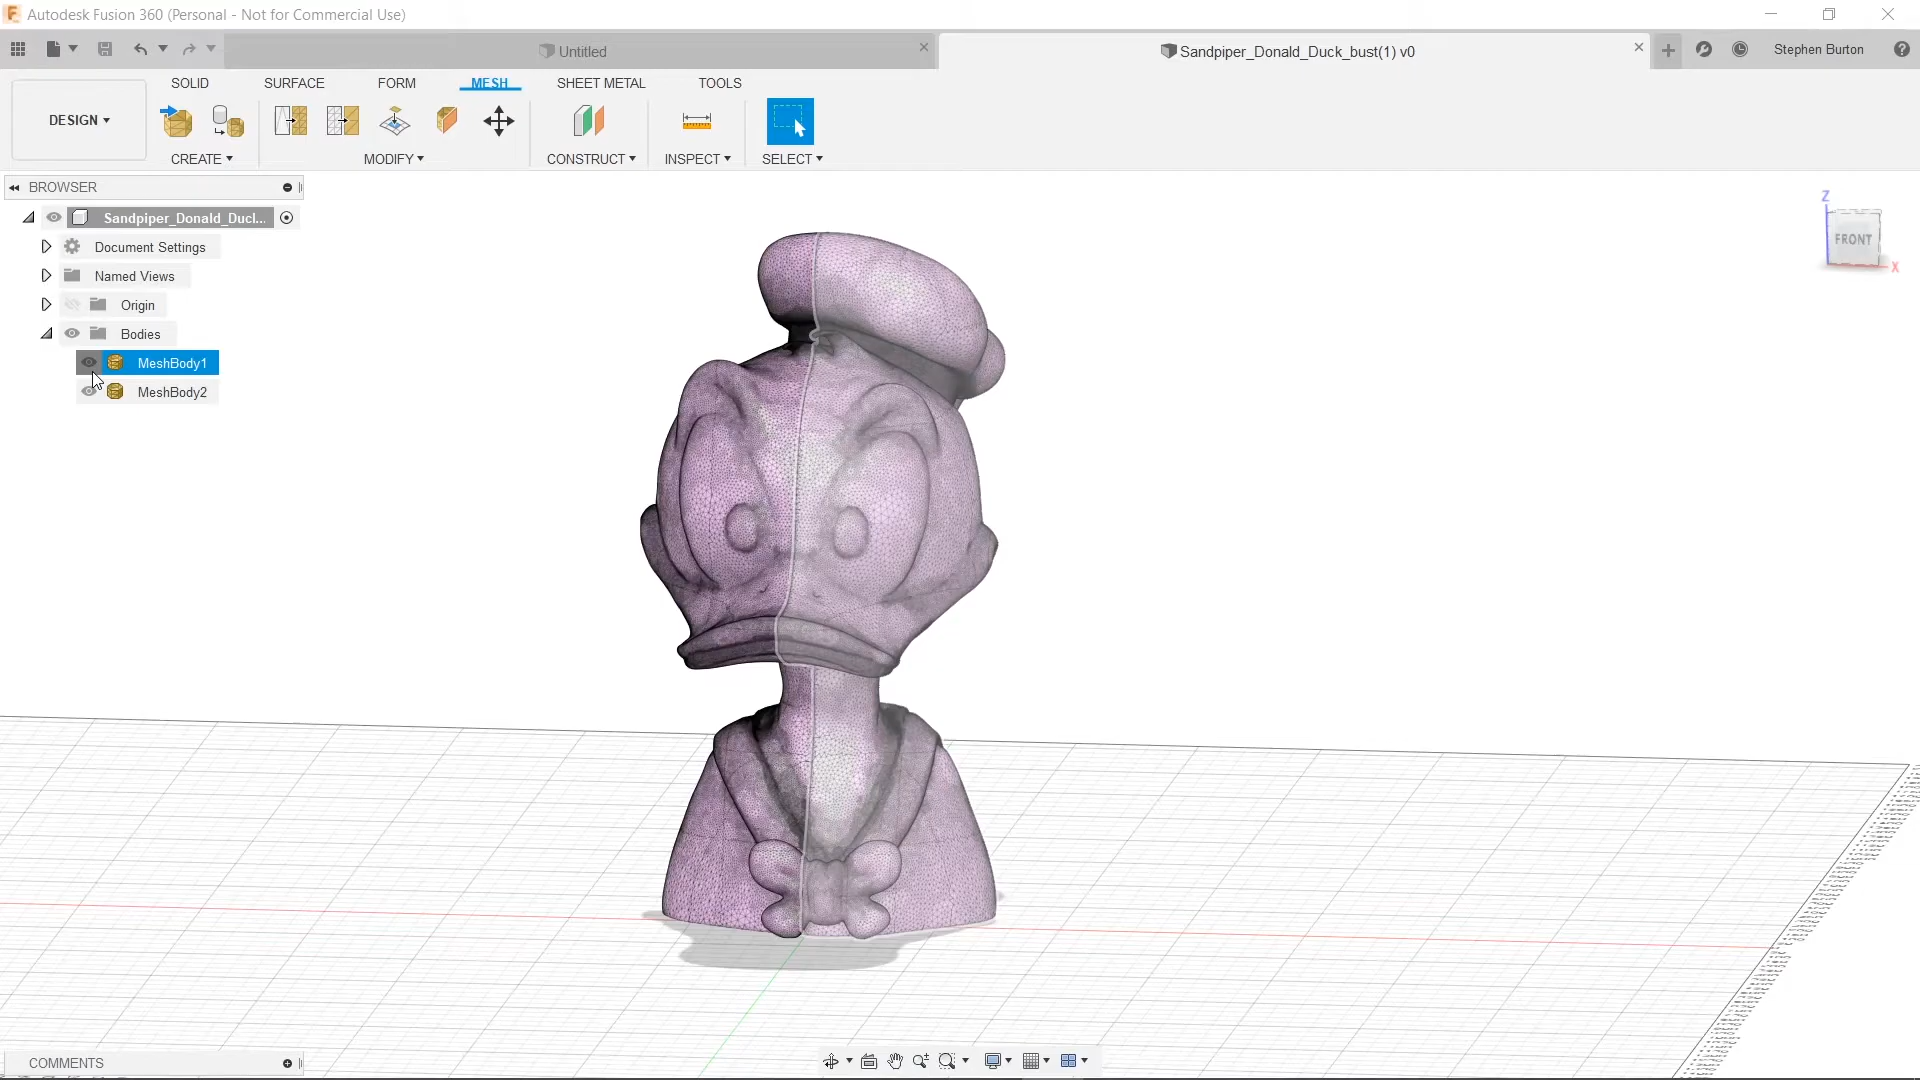 Autodesk Fusion 360 (Personal - Not for Commercial Use)
Untitled
Sandpiper_Donald_Duck_bust(1) v0
Stephen Burton
SOLID
SURFACE
FORM
MESH
SHEET METAL
TOOLS
DESIGN
CREATE
MODIFY
CONSTRUCT
INSPECT
SELECT
BROWSER
Sandpiper_Donald_Ducl...
Document Settings
Named Views
Origin
Bodies
MeshBody1
MeshBody2
Z
FRONT
X
COMMENTS